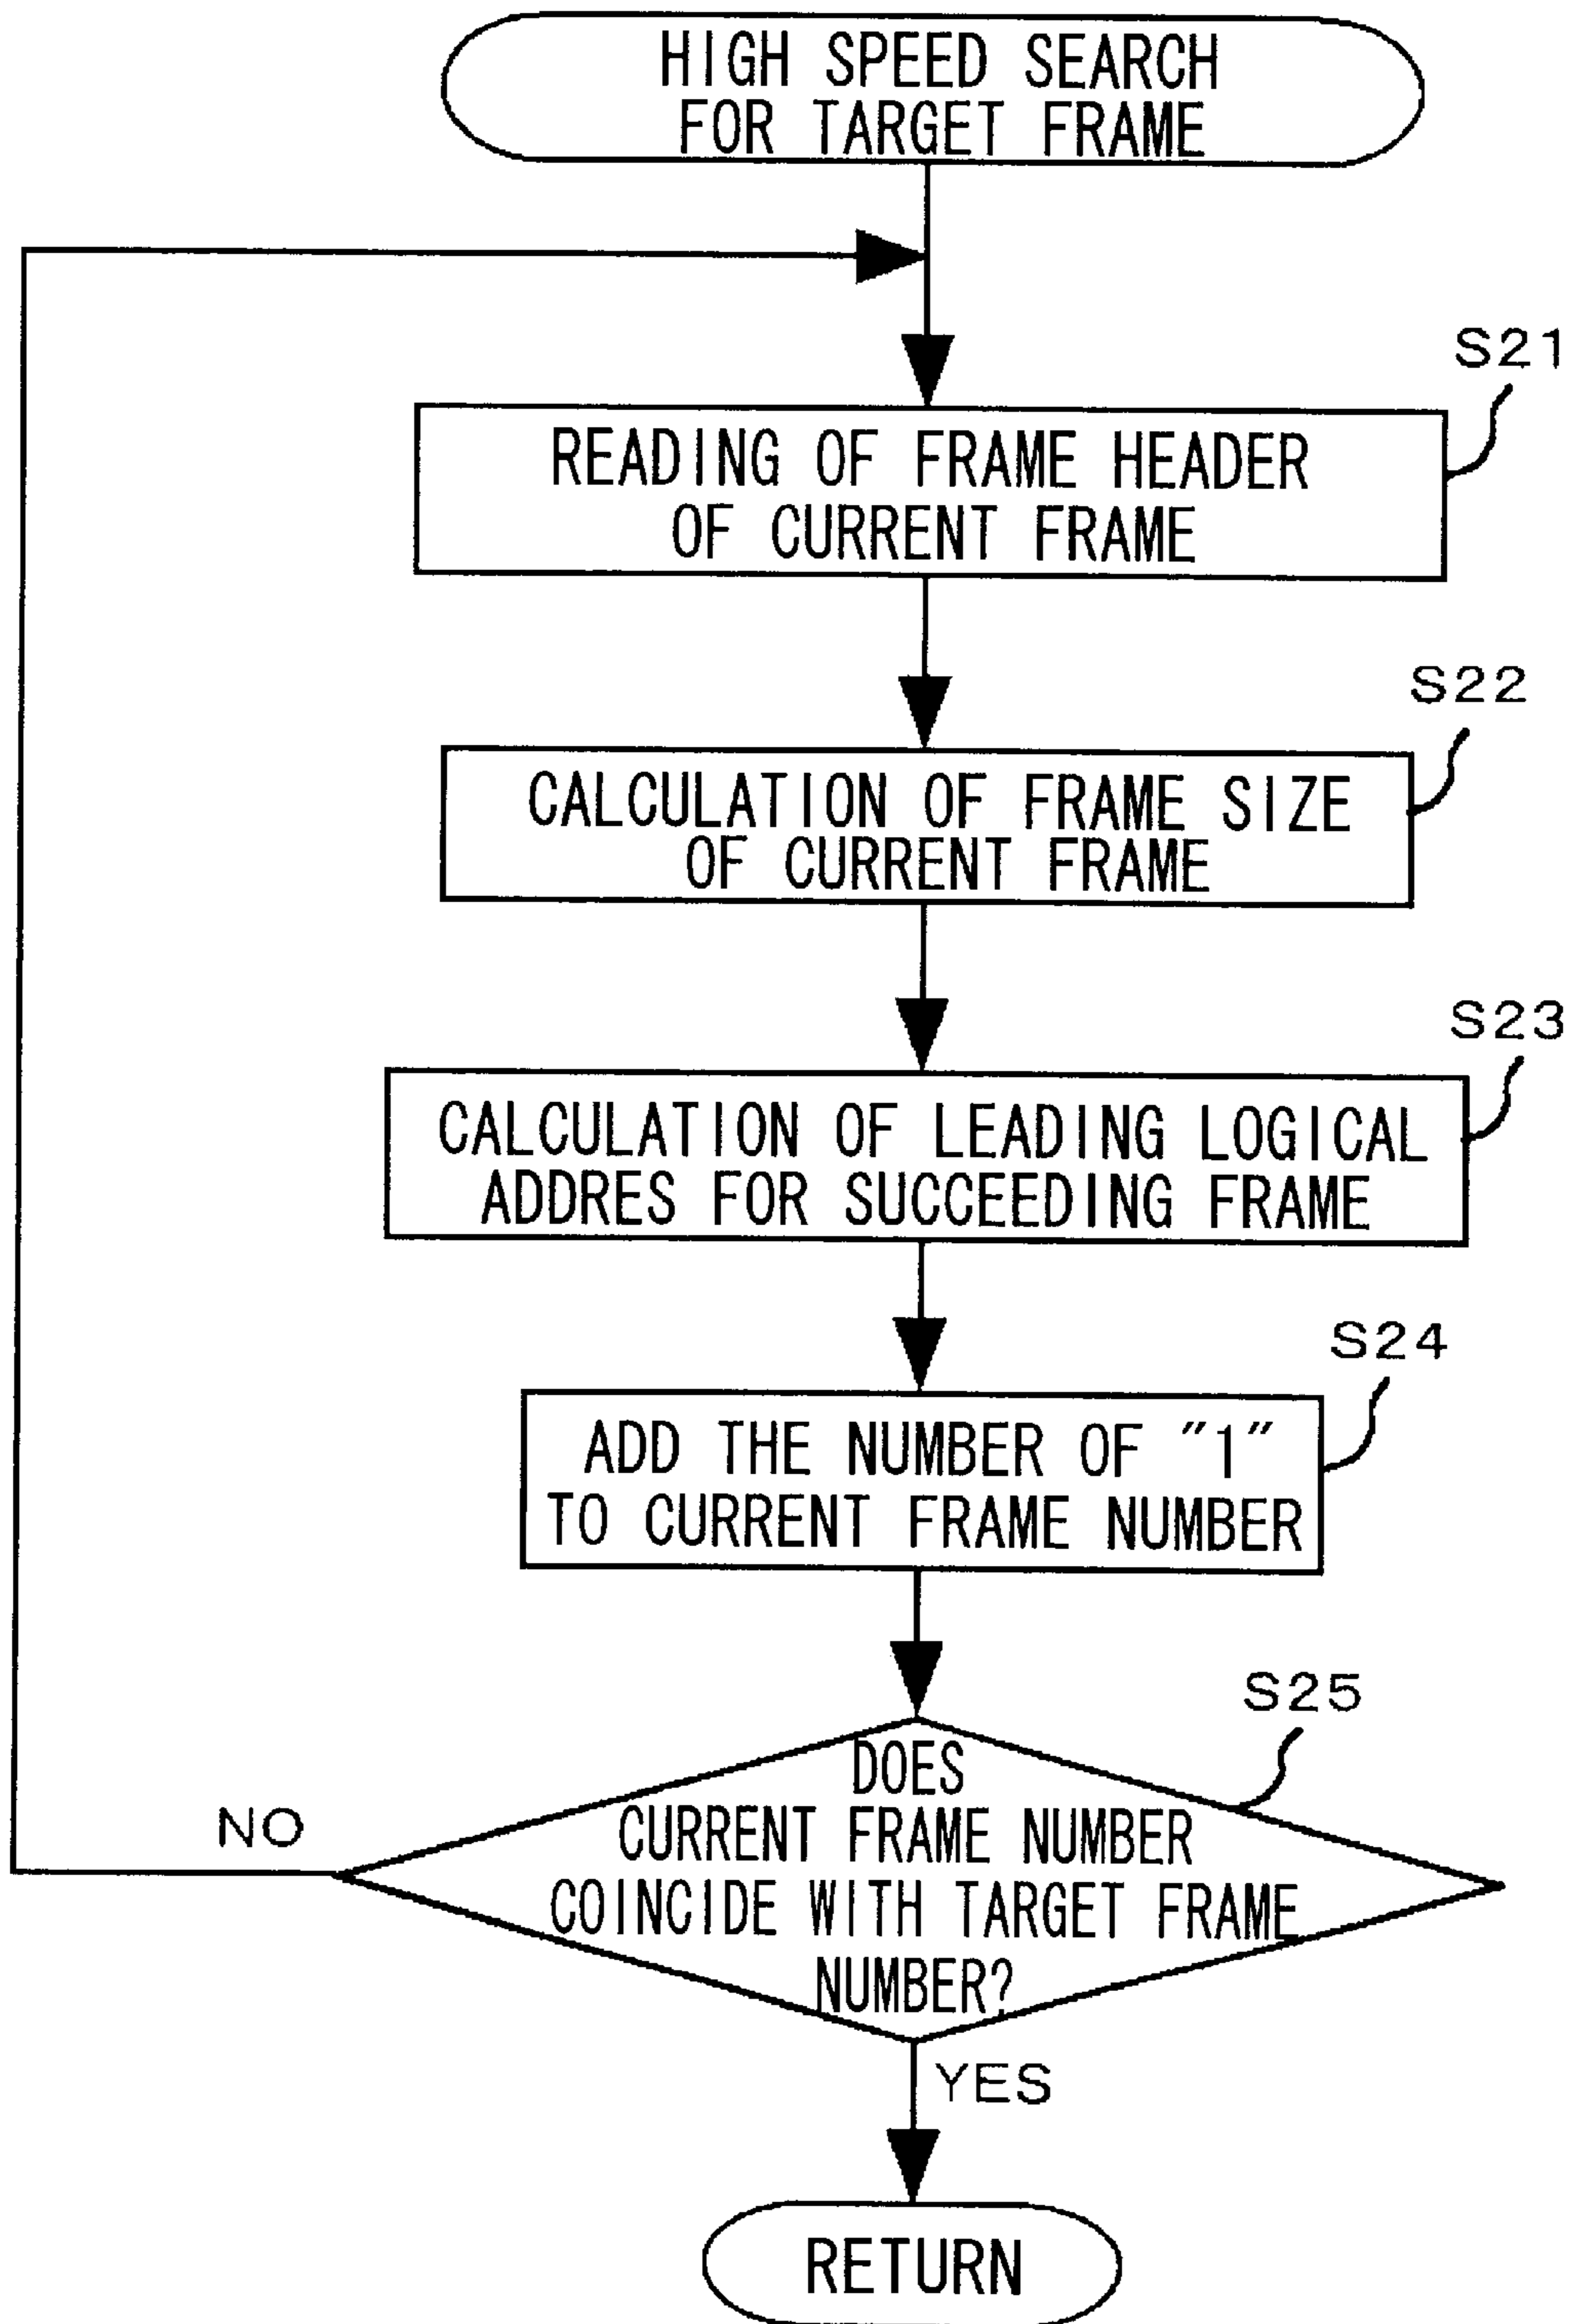 HIGH SPEED SEARCH
FOR TARGET FRAME
S21
READING OF FRAME HEADER
OF CURRENT FRAME
S22
CALCULATION OF FRAME SIZE
OF CURRENT FRAME
S23
CALCULATION OF LEADING LOGICAL
ADDRES FOR SUCCEEDING FRAME
S24
ADD THE NUMBER OF "1"
TO CURRENT FRAME NUMBER
S25
DOES
CURRENT FRAME NUMBER
COINCIDE WITH TARGET FRAME
NUMBER?
NO
YES
RETURN